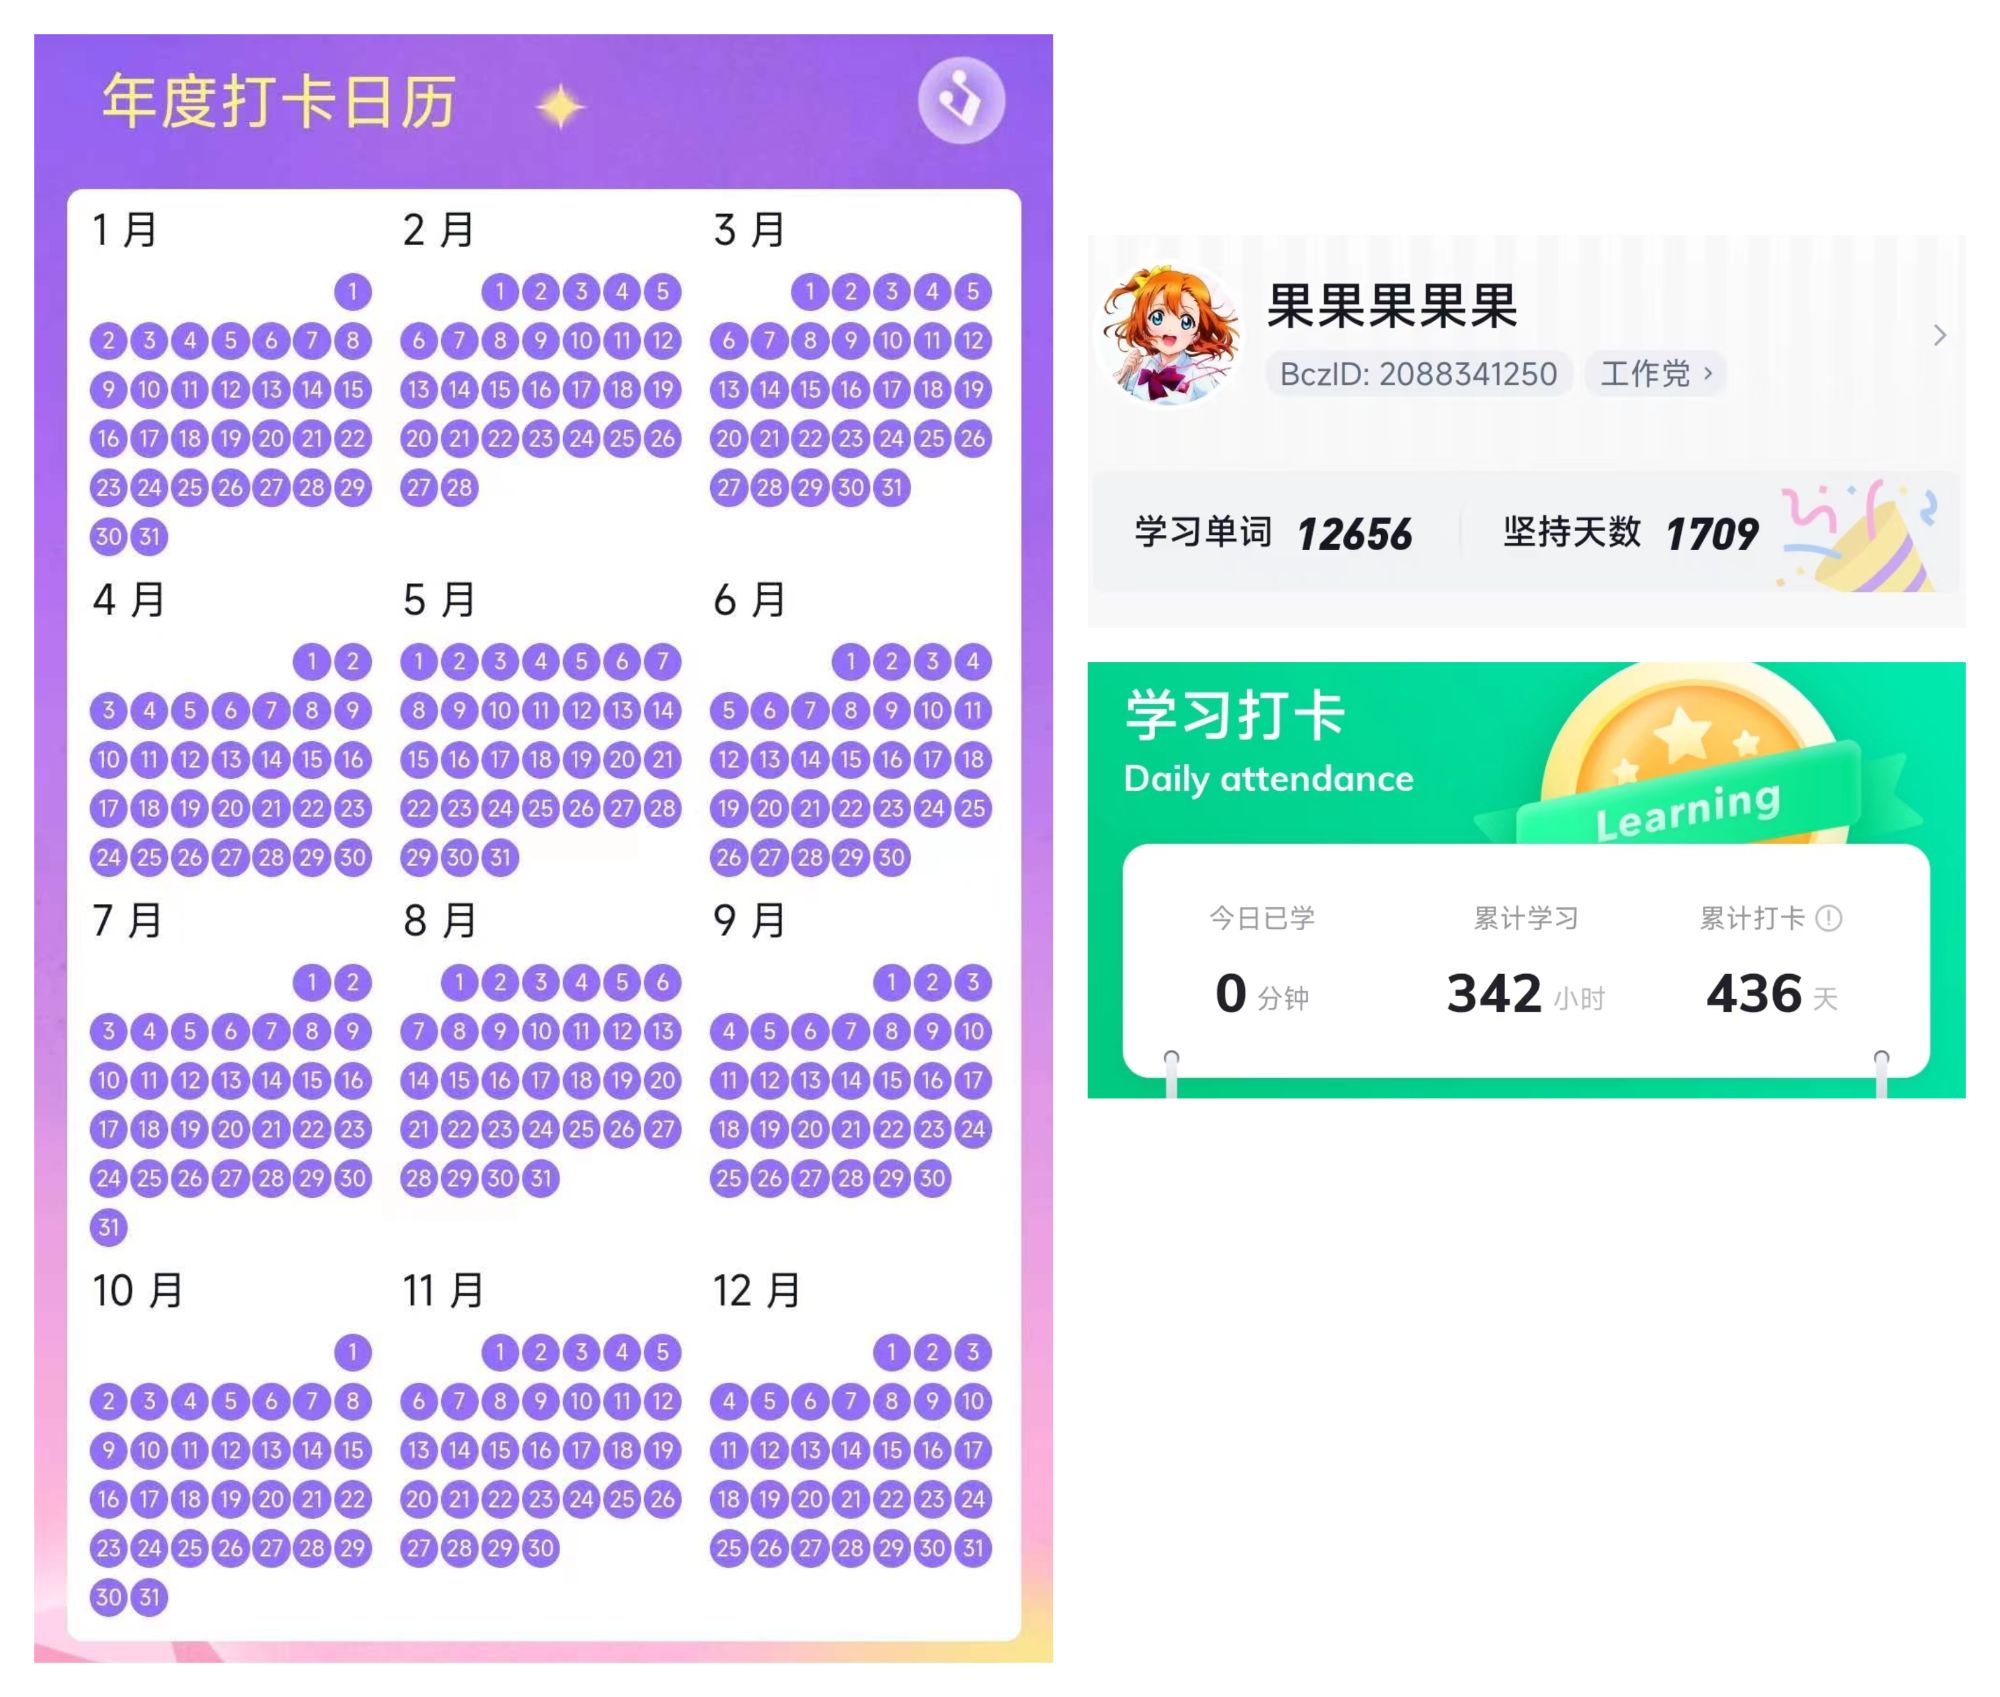 年度打卡日历
1 月
1
2 3 4 5 6 7 8
9 10 11 12 13 14 15
16 17 18 19 20 21 22
23 24 25 26 27 28 29
30 31
2 月
1 2 3 4 5
6 7 8 9 10 11 12
13 14 15 16 17 18 19
20 21 22 23 24 25 26
27 28
3 月
1 2 3 4 5
6 7 8 9 10 11 12
13 14 15 16 17 18 19
20 21 22 23 24 25 26
27 28 29 30 31
4 月
1 2
3 4 5 6 7 8 9
10 11 12 13 14 15 16
17 18 19 20 21 22 23
24 25 26 27 28 29 30
5 月
1 2 3 4 5 6 7
8 9 10 11 12 13 14
15 16 17 18 19 20 21
22 23 24 25 26 27 28
29 30 31
6 月
1 2 3 4
5 6 7 8 9 10 11
12 13 14 15 16 17 18
19 20 21 22 23 24 25
26 27 28 29 30
7 月
1 2
3 4 5 6 7 8 9
10 11 12 13 14 15 16
17 18 19 20 21 22 23
24 25 26 27 28 29 30
31
8 月
1 2 3 4 5 6
7 8 9 10 11 12 13
14 15 16 17 18 19 20
21 22 23 24 25 26 27
28 29 30 31
9 月
1 2 3
4 5 6 7 8 9 10
11 12 13 14 15 16 17
18 19 20 21 22 23 24
25 26 27 28 29 30
10 月
1
2 3 4 5 6 7 8
9 10 11 12 13 14 15
16 17 18 19 20 21 22
23 24 25 26 27 28 29
30 31
11 月
1 2 3 4 5
6 7 8 9 10 11 12
13 14 15 16 17 18 19
20 21 22 23 24 25 26
27 28 29 30
12 月
1 2 3
4 5 6 7 8 9 10
11 12 13 14 15 16 17
18 19 20 21 22 23 24
25 26 27 28 29 30 31
果果果果果
BczID: 2088341250 工作党 >
学习单词 12656 坚持天数 1709
学习打卡
Daily attendance
Learning
今日已学 累计学习 累计打卡
0 分钟 342 小时 436 天